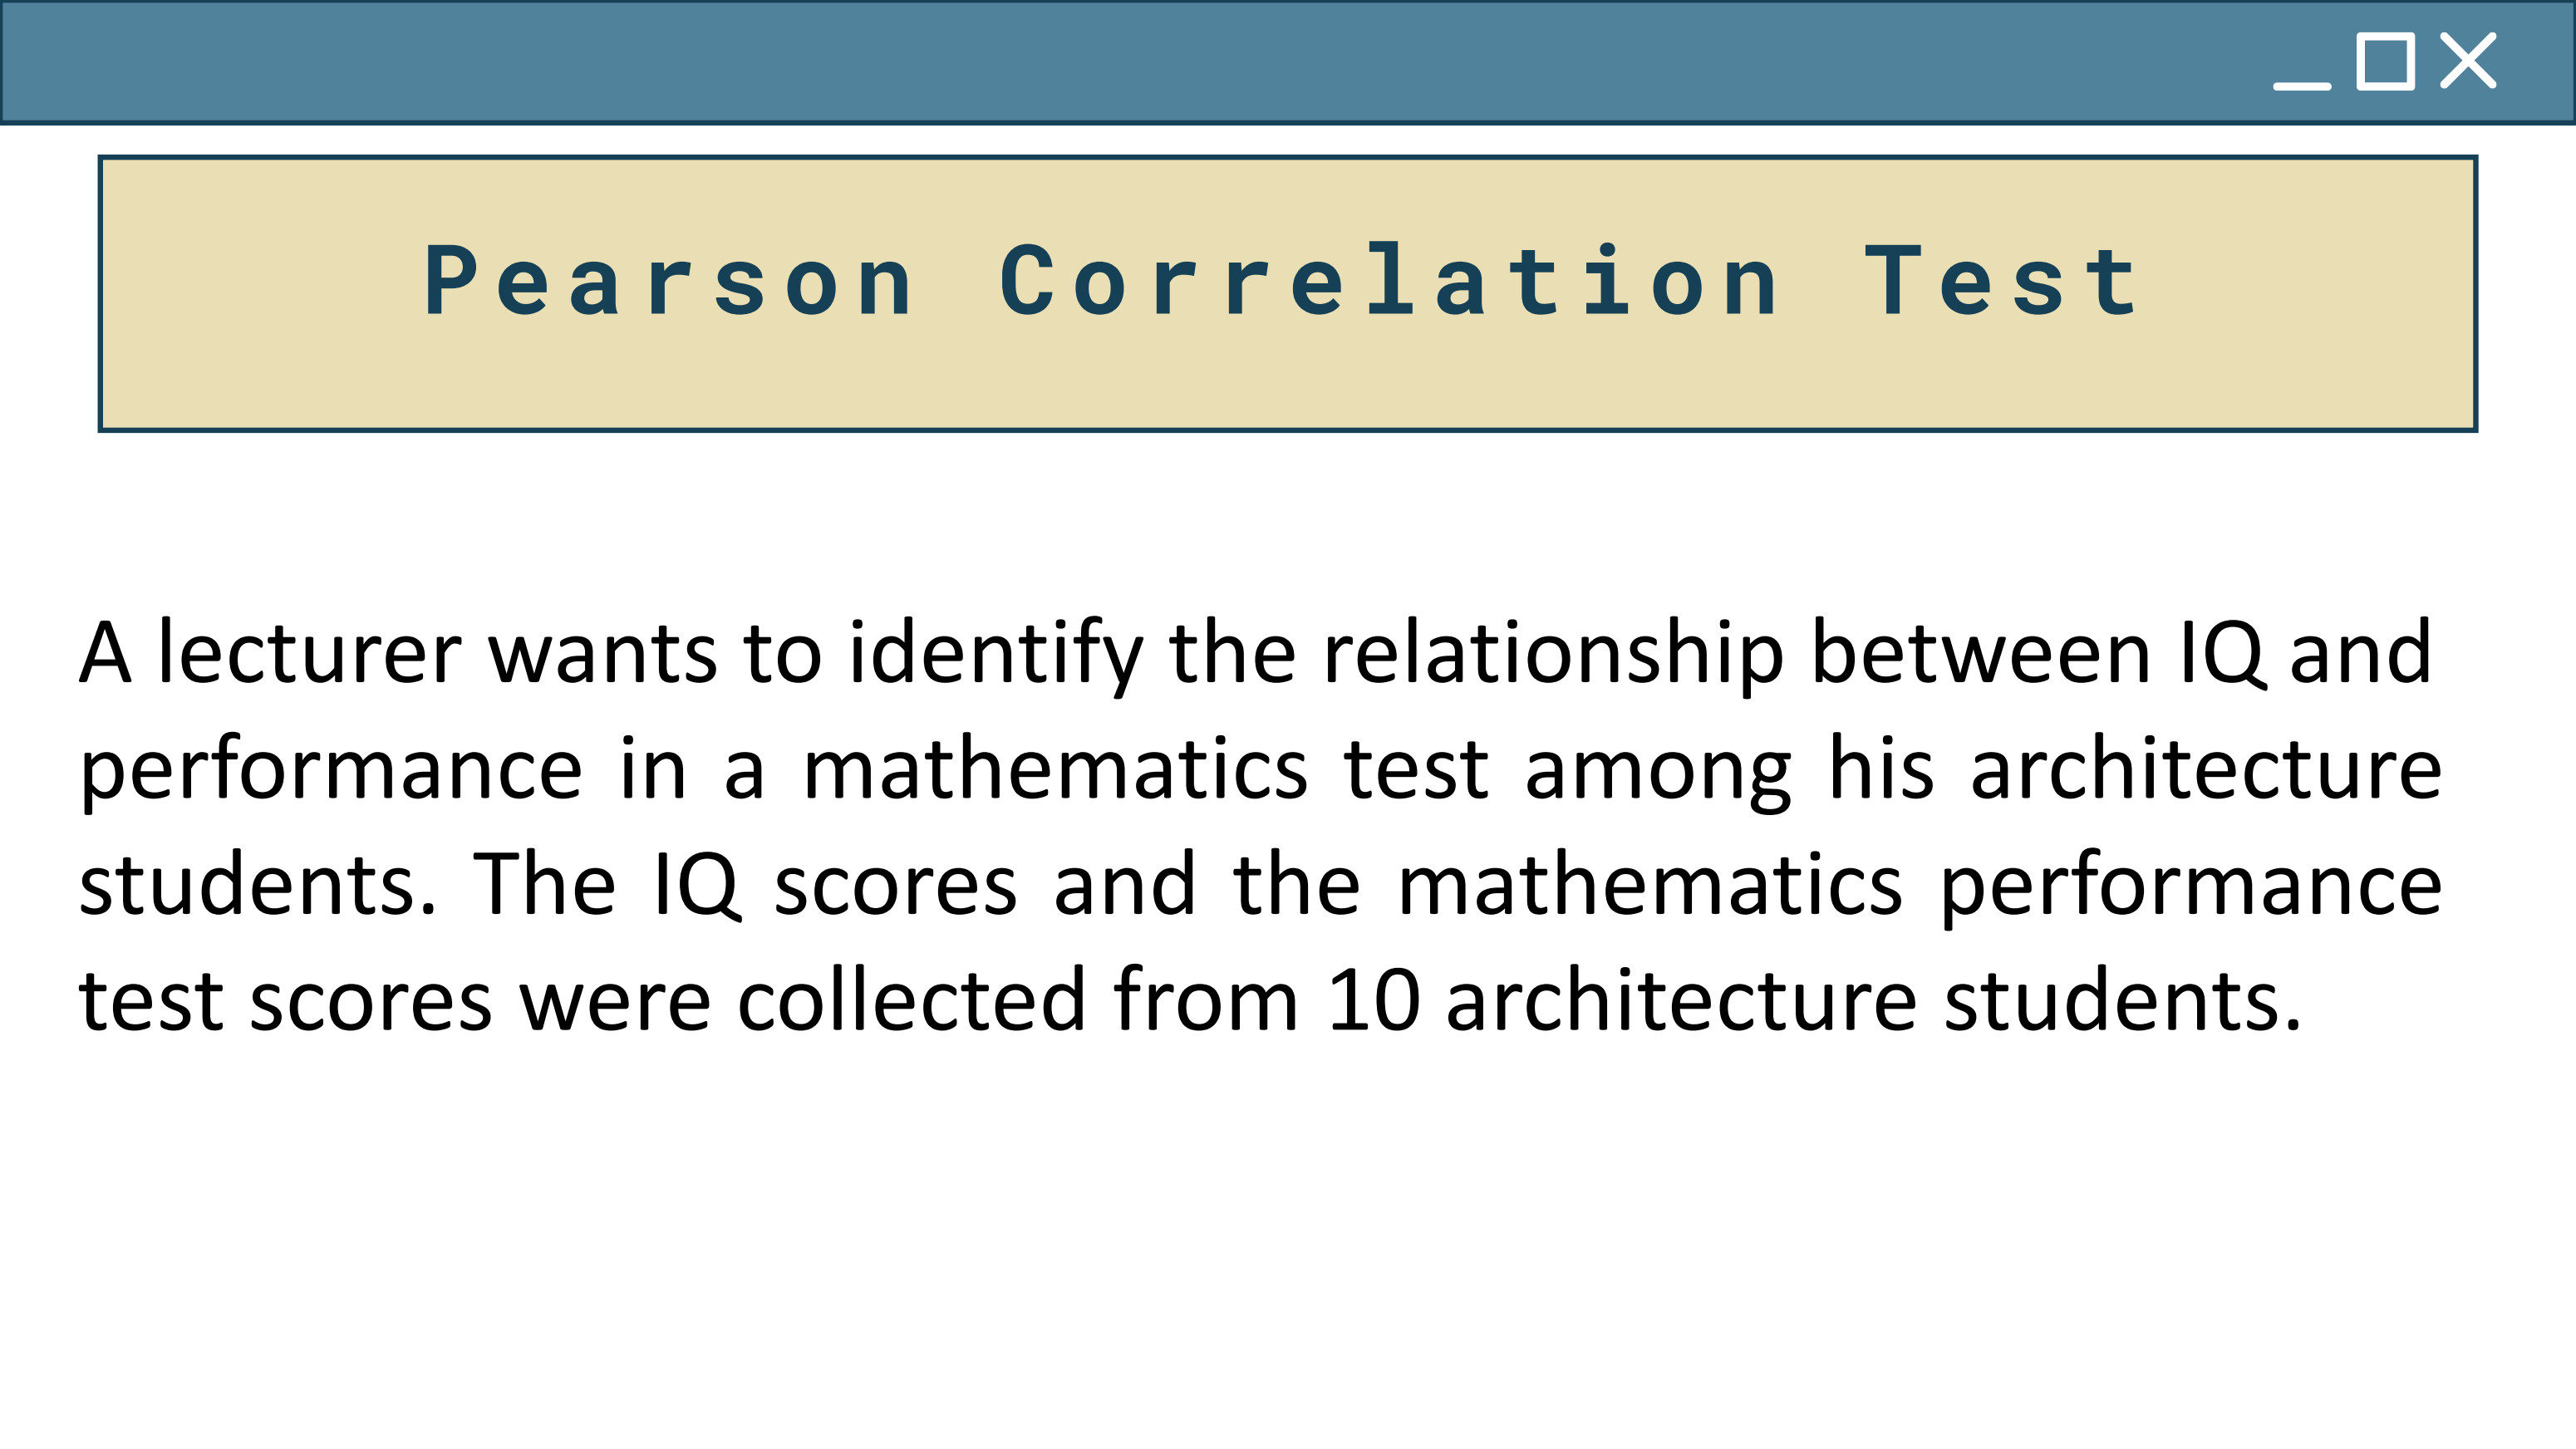 Pearson Correlation Test
A lecturer wants to identify the relationship between IQ and
performance in a mathematics test among his architecture
students. The IQ scores and the mathematics performance
test scores were collected from 10 architecture students.